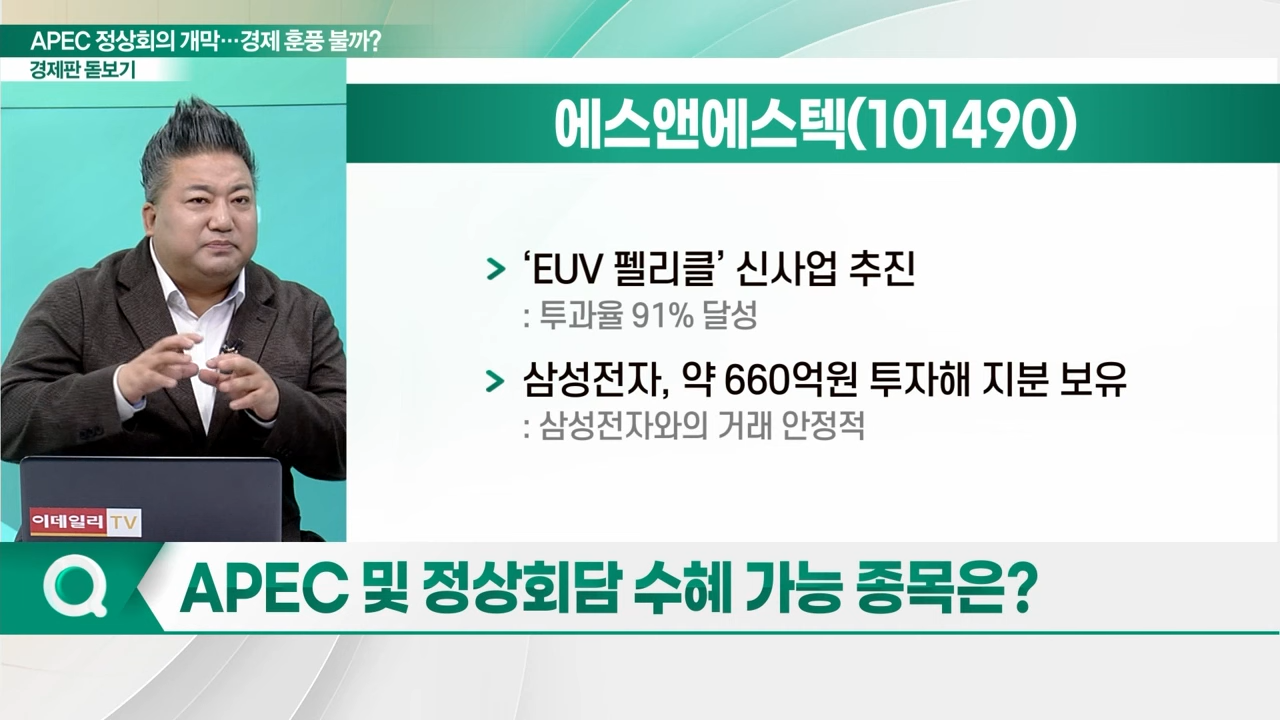 APEC 정상회의 개막…경제 훈풍 불까?
경제판 돋보기
에스앤에스텍(101490)
> ‘EUV 펠리클’ 신사업 추진
: 투과율 91% 달성
> 삼성전자, 약 660억원 투자해 지분 보유
: 삼성전자와의 거래 안정적
이데일리 TV
APEC 및 정상회담 수혜 가능 종목은?